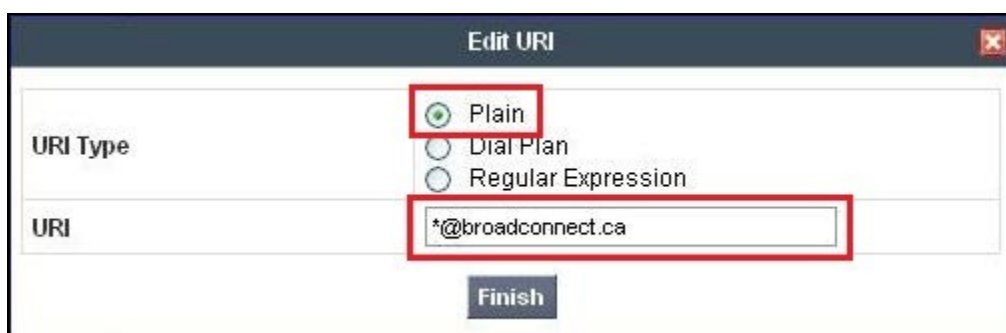 Edit URI
URI Type
Plain
Dial Plan
Regular Expression
URI
*@broadconnect.ca
Finish